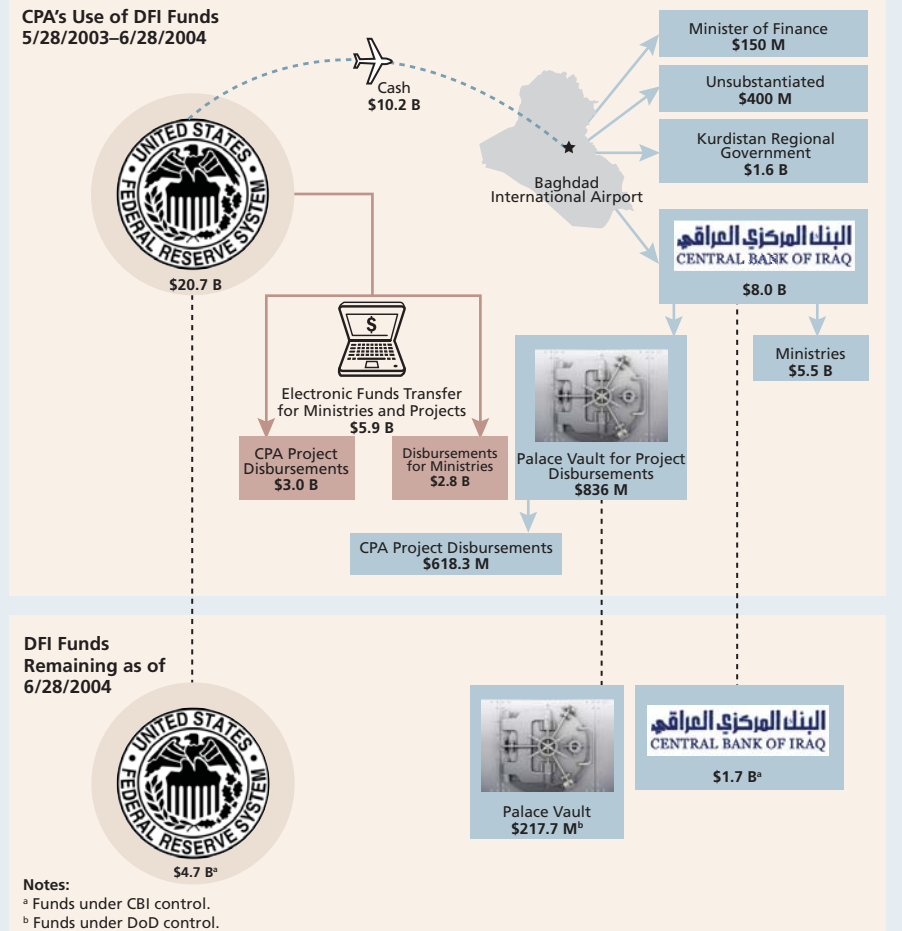 CPA's Use of DFI Funds
5/28/2003–6/28/2004
Cash
$10.2 B
Minister of Finance
$150 M
Unsubstantiated
$400 M
Kurdistan Regional
Government
$1.6 B
Baghdad
International Airport
البنك المركزي العراقي
CENTRAL BANK OF IRAQ
$8.0 B
UNITED STATES
FEDERAL RESERVE SYSTEM
$20.7 B
$
Electronic Funds Transfer
for Ministries and Projects
$5.9 B
Ministries
$5.5 B
CPA Project
Disbursements
$3.0 B
Disbursements
for Ministries
$2.8 B
Palace Vault for Project
Disbursements
$836 M
CPA Project Disbursements
$618.3 M
DFI Funds
Remaining as of
6/28/2004
UNITED STATES
FEDERAL RESERVE SYSTEM
$4.7 Bᵃ
Palace Vault
$217.7 Mᵇ
البنك المركزي العراقي
CENTRAL BANK OF IRAQ
$1.7 Bᵃ
Notes:
ᵃ Funds under CBI control.
ᵇ Funds under DoD control.